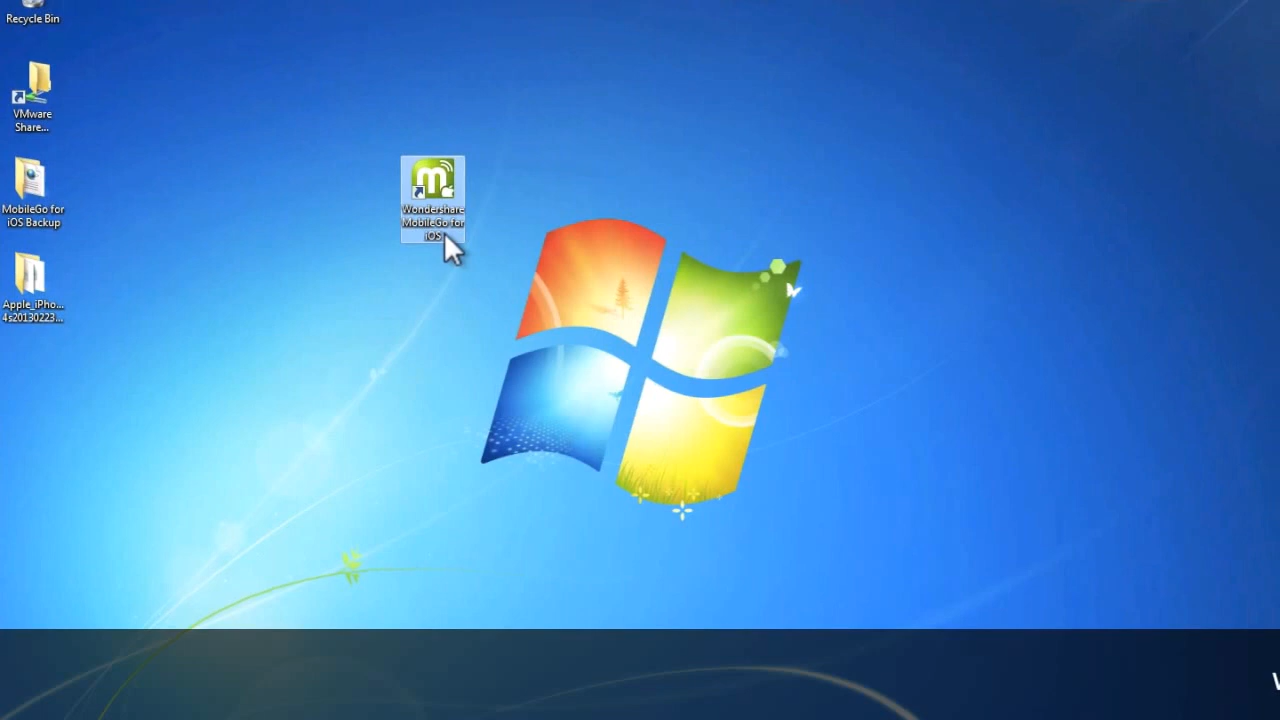 Recycle Bin
VMware
Share...
MobileGo for
iOS Backup
Apple_iPho...
4s20130223...
m
Wondershare
MobileGo for
iOS